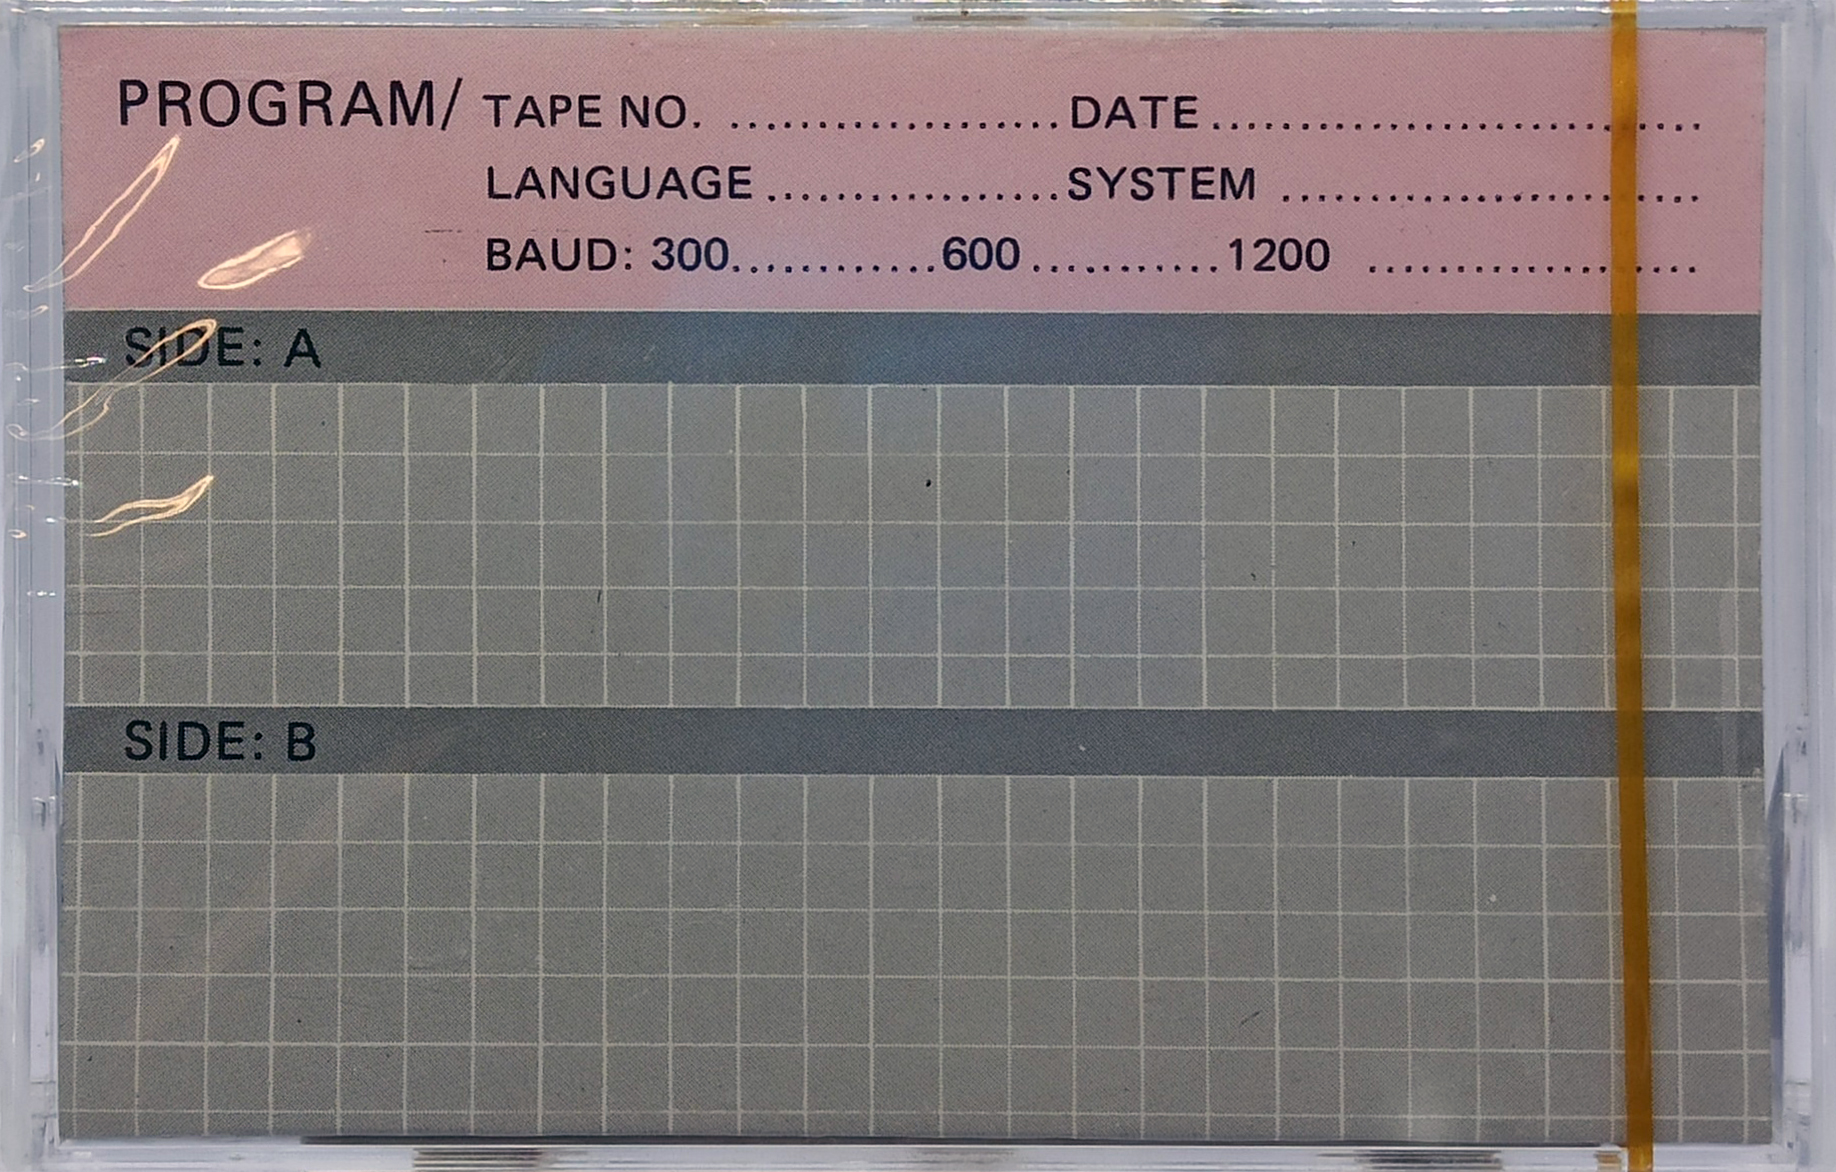 PROGRAM/ TAPE NO. ........................ DATE .................................
LANGUAGE ..................... SYSTEM ..............................
BAUD: 300 .............. 600 ............. 1200 .......................
SIDE: A
SIDE: B